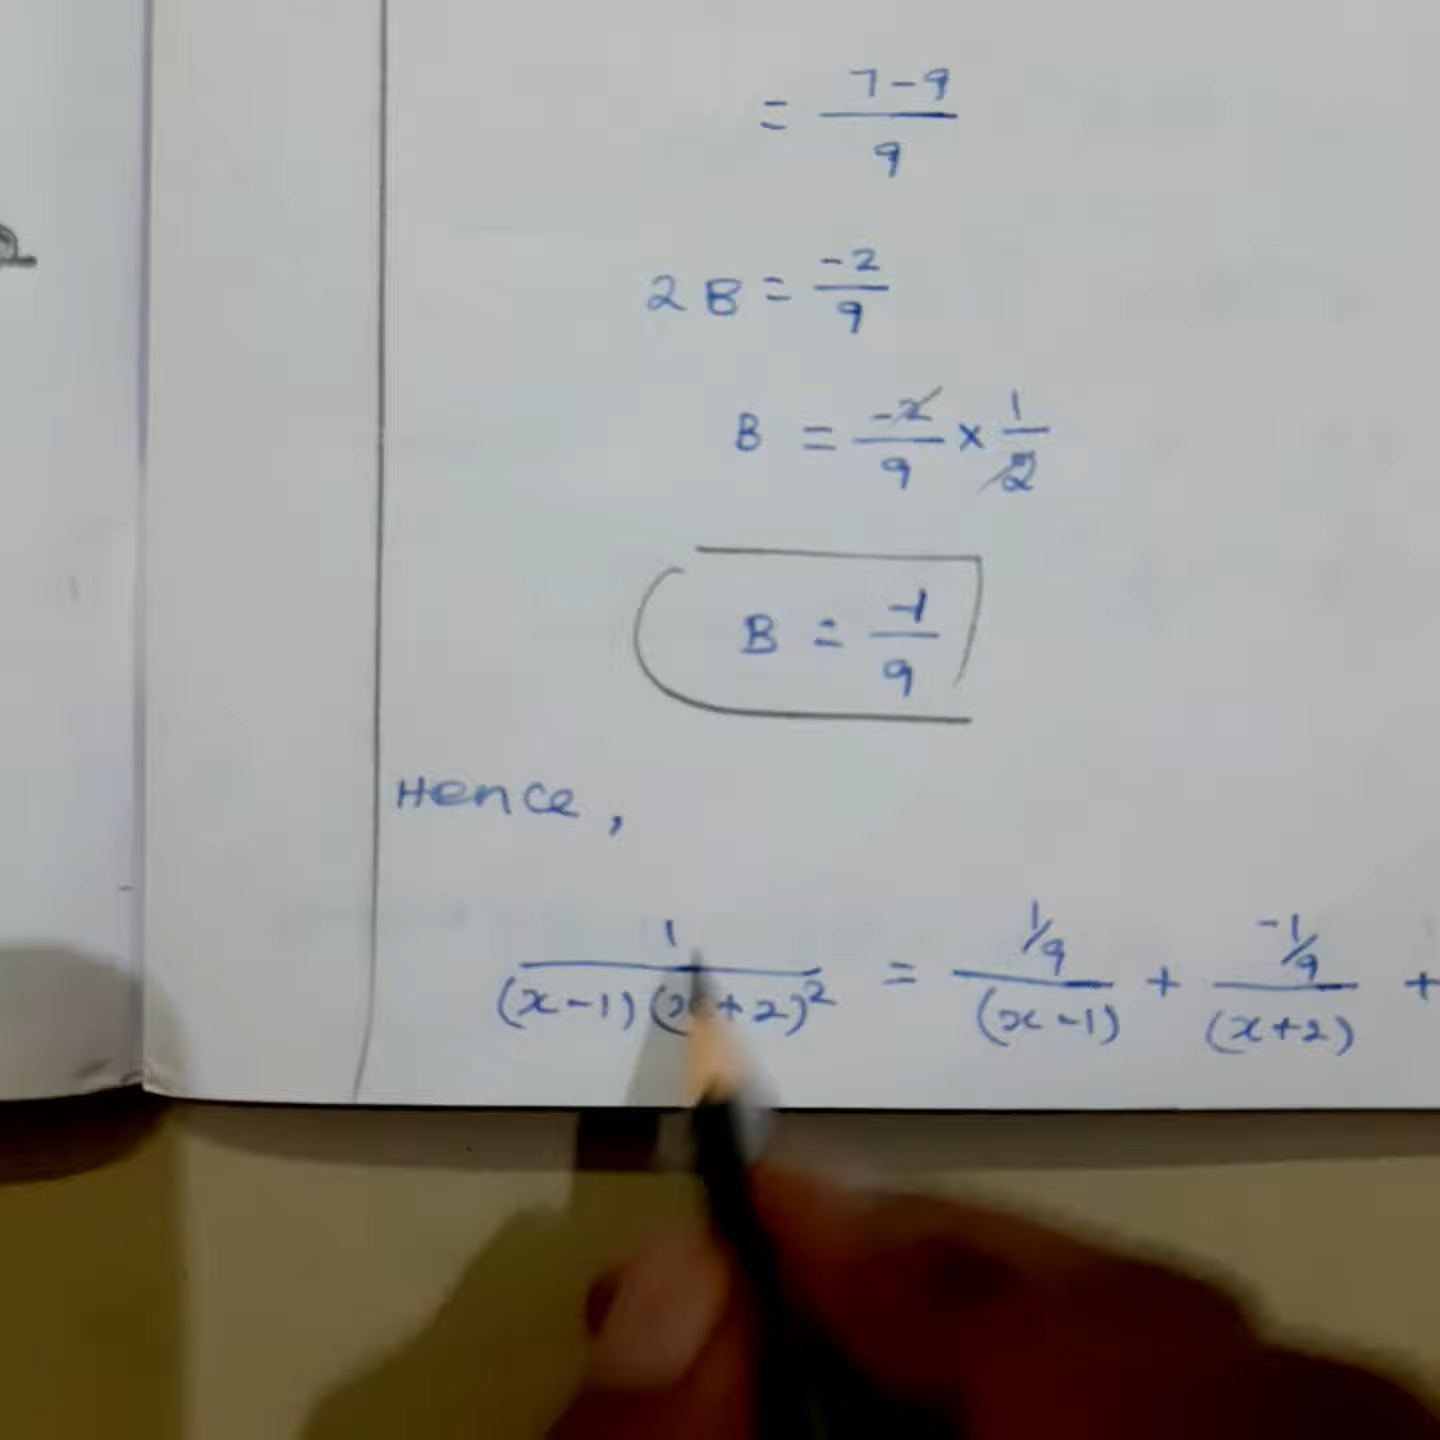 = 7-9/9
2B = -2/9
B = -2/9 × 1/2
B = -1/9
Hence,
1/(x-1)(x+2)² = 1/9/(x-1) + -1/9/(x+2) +